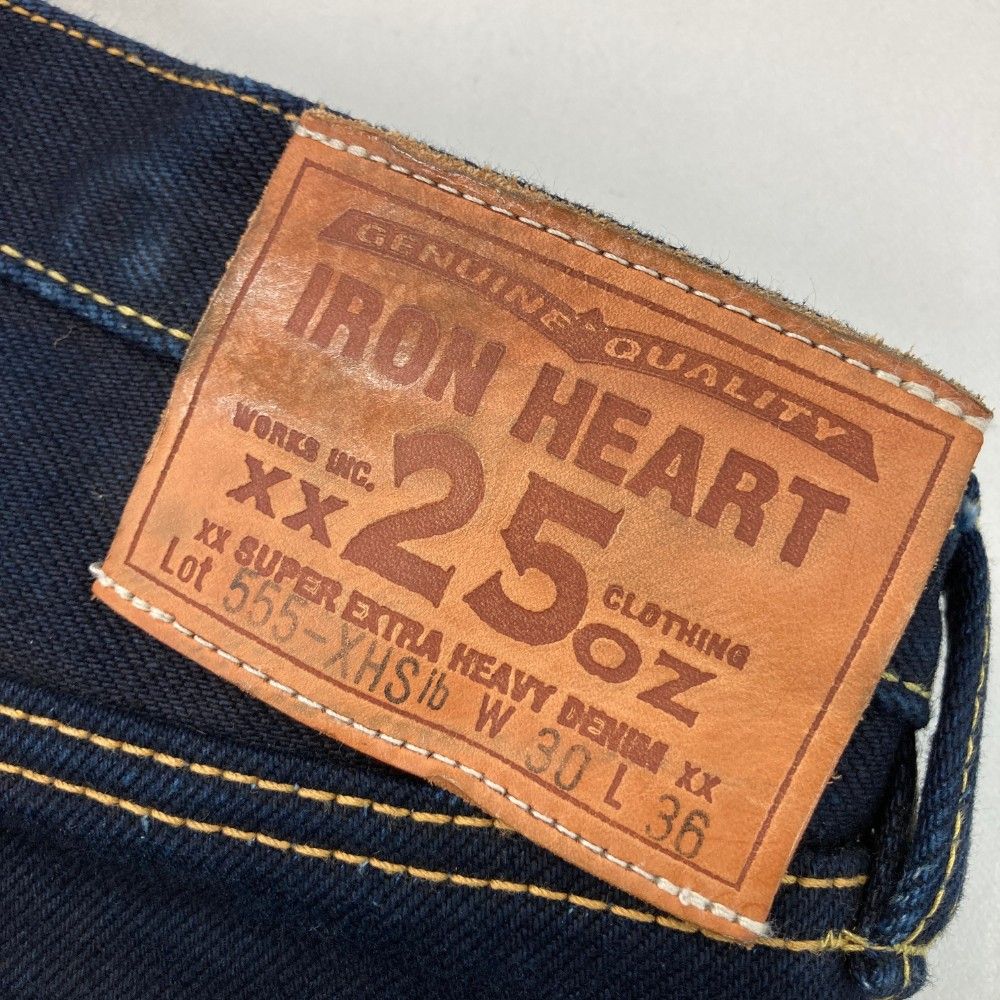 GENUINE QUALITY
IRON HEART
WORKS INC.
XX 25 OZ
CLOTHING
XX SUPER EXTRA HEAVY DENIM XX
Lot 555-XHSib W 30 L 36